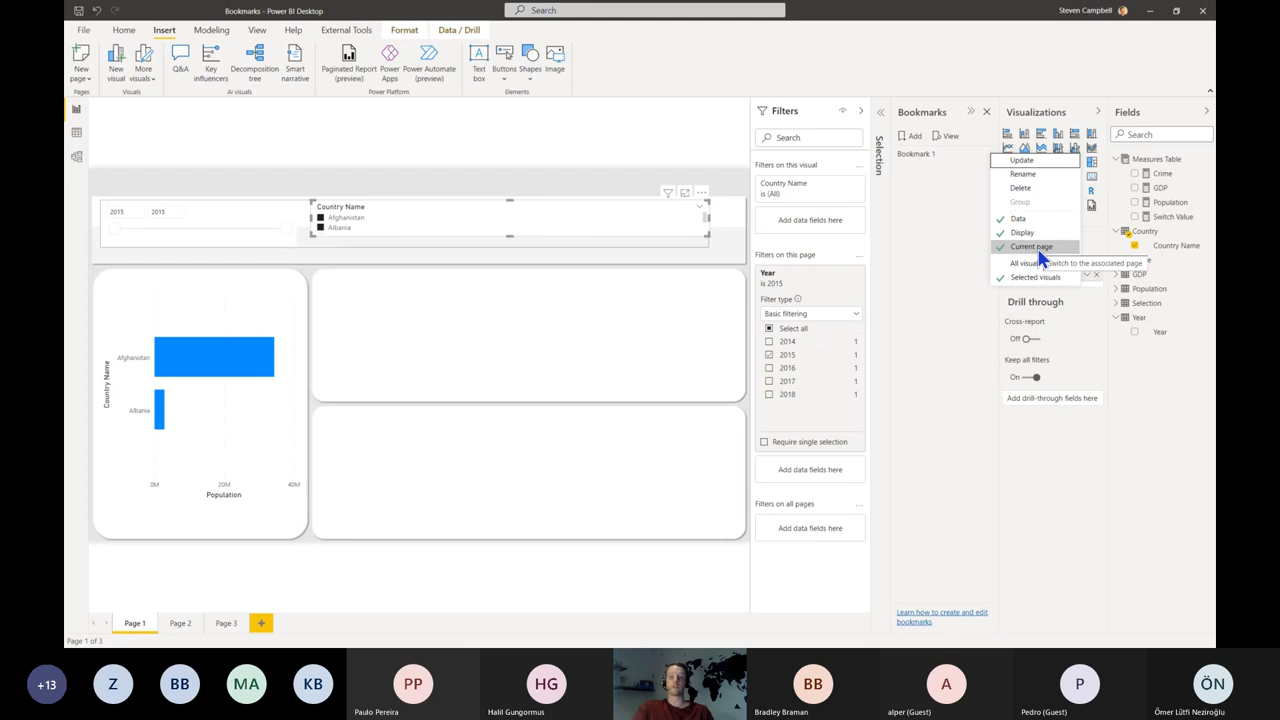 Bookmarks - Power BI Desktop
Search
Steven Campbell
File
Home
Insert
Modeling
View
Help
External Tools
Format
Data / Drill
New page
New visual
More visuals
Q&A
Key influencers
Decomposition tree
Smart narrative
Paginated Report (preview)
Power Apps
Power Automate (preview)
Text box
Buttons
Shapes
Image
Pages
Visuals
AI visuals
Power Platform
Elements
2015
2015
Country Name
Afghanistan
Albania
Country Name
Afghanistan
Albania
0M
20M
40M
Population
Filters
Search
Filters on this visual
...
Country Name
is (All)
Add data fields here
Filters on this page
...
Year
is 2015
Filter type
Basic filtering
Select all
2014 1
2015 1
2016 1
2017 1
2018 1
Require single selection
Add data fields here
Filters on all pages
...
Add data fields here
Selection
Bookmarks
Add
View
Bookmark 1
Learn how to create and edit
bookmarks
Visualizations
R
Update
Rename
Delete
Group
Data
Display
Current page
All visual
Switch to the associated page
Selected visuals
Drill through
Cross-report
Off
Keep all filters
On
Add drill-through fields here
Fields
Search
Measures Table
Crime
GDP
Population
Switch Value
Country
Country Name
GDP
Population
Selection
Year
Year
Page 1
Page 2
Page 3
Page 1 of 3
+13
Z
BB
MA
KB
PP
Paulo Pereira
HG
Halil Gungormus
BB
Bradley Braman
A
alper (Guest)
P
Pedro (Guest)
ÖN
Ömer Lütfi Neziroğlu